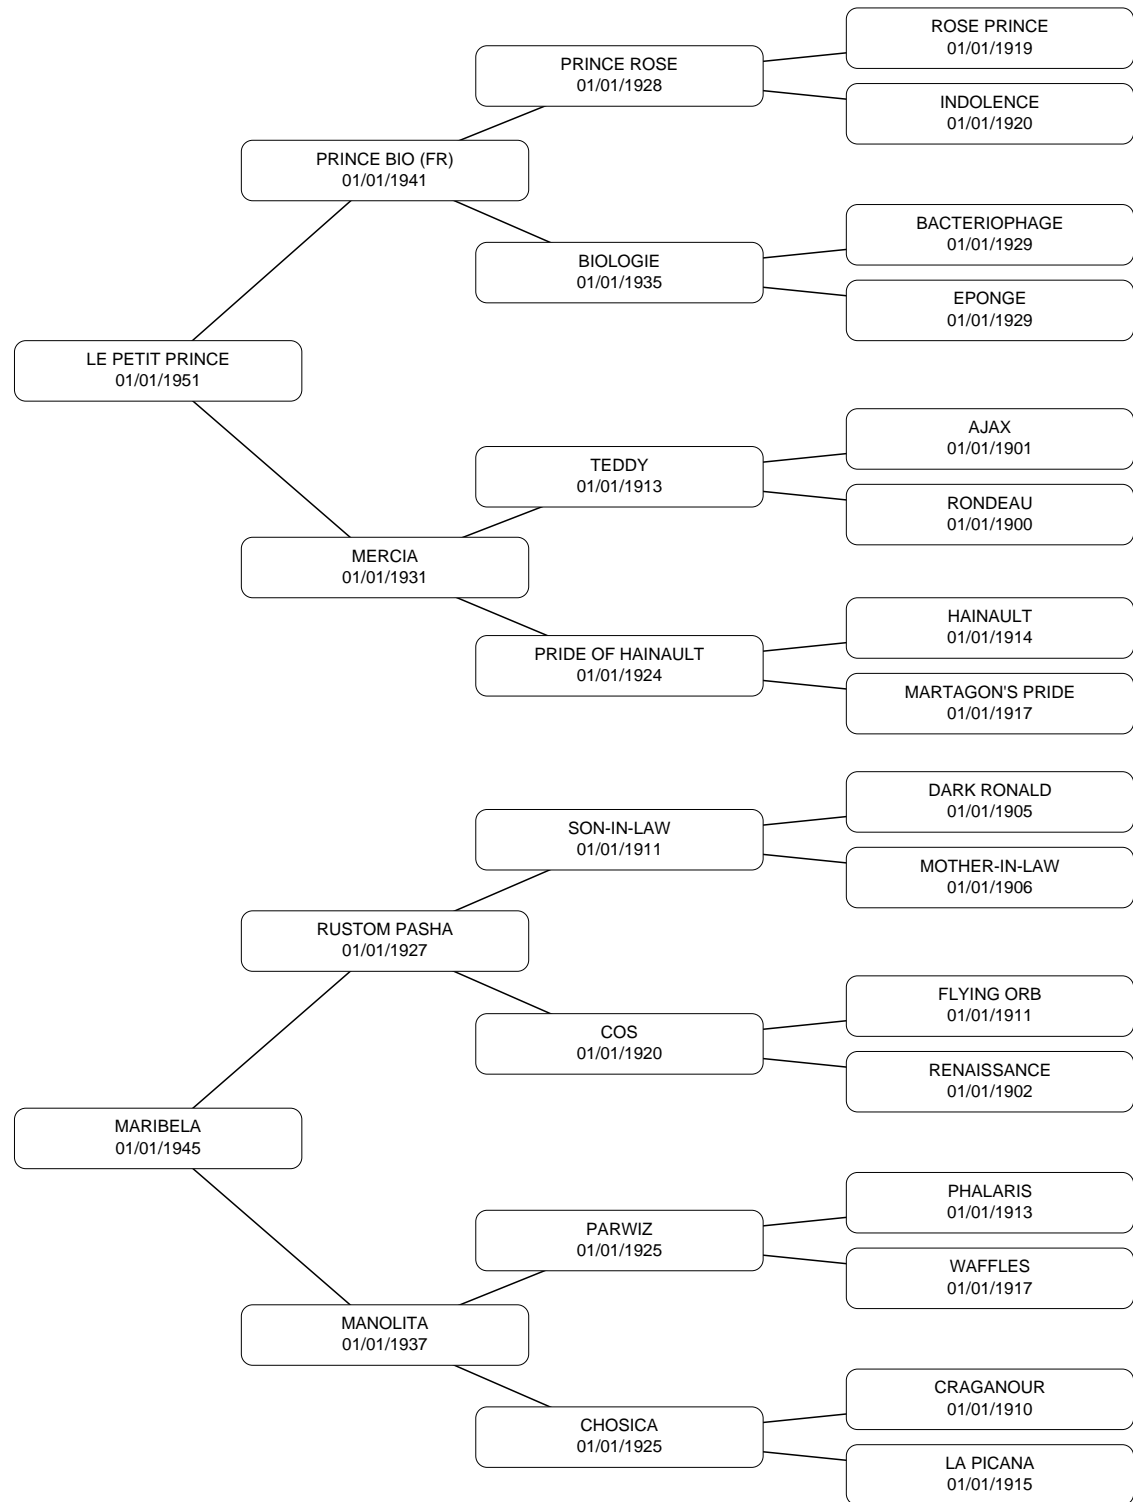 ROSE PRINCE
01/01/1919
PRINCE ROSE
01/01/1928
INDOLENCE
01/01/1920
PRINCE BIO (FR)
01/01/1941
BACTERIOPHAGE
01/01/1929
BIOLOGIE
01/01/1935
EPONGE
01/01/1929
LE PETIT PRINCE
01/01/1951
AJAX
01/01/1901
TEDDY
01/01/1913
RONDEAU
01/01/1900
MERCIA
01/01/1931
HAINAULT
01/01/1914
PRIDE OF HAINAULT
01/01/1924
MARTAGON'S PRIDE
01/01/1917
DARK RONALD
01/01/1905
SON-IN-LAW
01/01/1911
MOTHER-IN-LAW
01/01/1906
RUSTOM PASHA
01/01/1927
FLYING ORB
01/01/1911
COS
01/01/1920
RENAISSANCE
01/01/1902
MARIBELA
01/01/1945
PHALARIS
01/01/1913
PARWIZ
01/01/1925
WAFFLES
01/01/1917
MANOLITA
01/01/1937
CRAGANOUR
01/01/1910
CHOSICA
01/01/1925
LA PICANA
01/01/1915